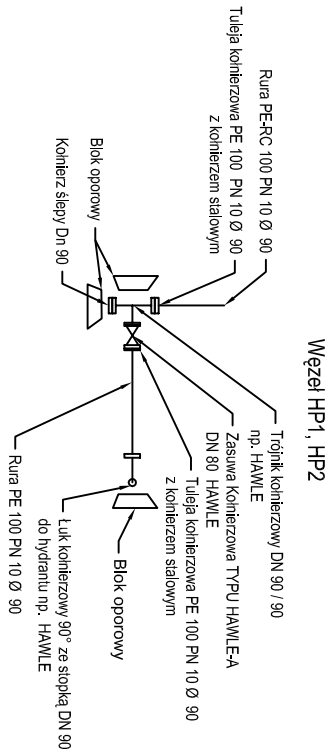 Węzeł HP1, HP2
Rura PE-RC 100 PN 10 Ø 90
Tuleja kołnierzowa PE 100 PN 10 Ø 90
z kołnierzem stalowym
Trójnik kołnierzowy DN 90 / 90
np. HAWLE
Zasuwa Kołnierzowa TYPU HAWLE-A
DN 80 HAWLE
Tuleja kołnierzowa PE 100 PN 10 Ø 90
z kołnierzem stalowym
Blok oporowy
Kołnierz ślepy Dn 90
Blok oporowy
Łuk kołnierzowy 90° ze stopką DN 90
do hydrantu np. HAWLE
Rura PE 100 PN 10 Ø 90